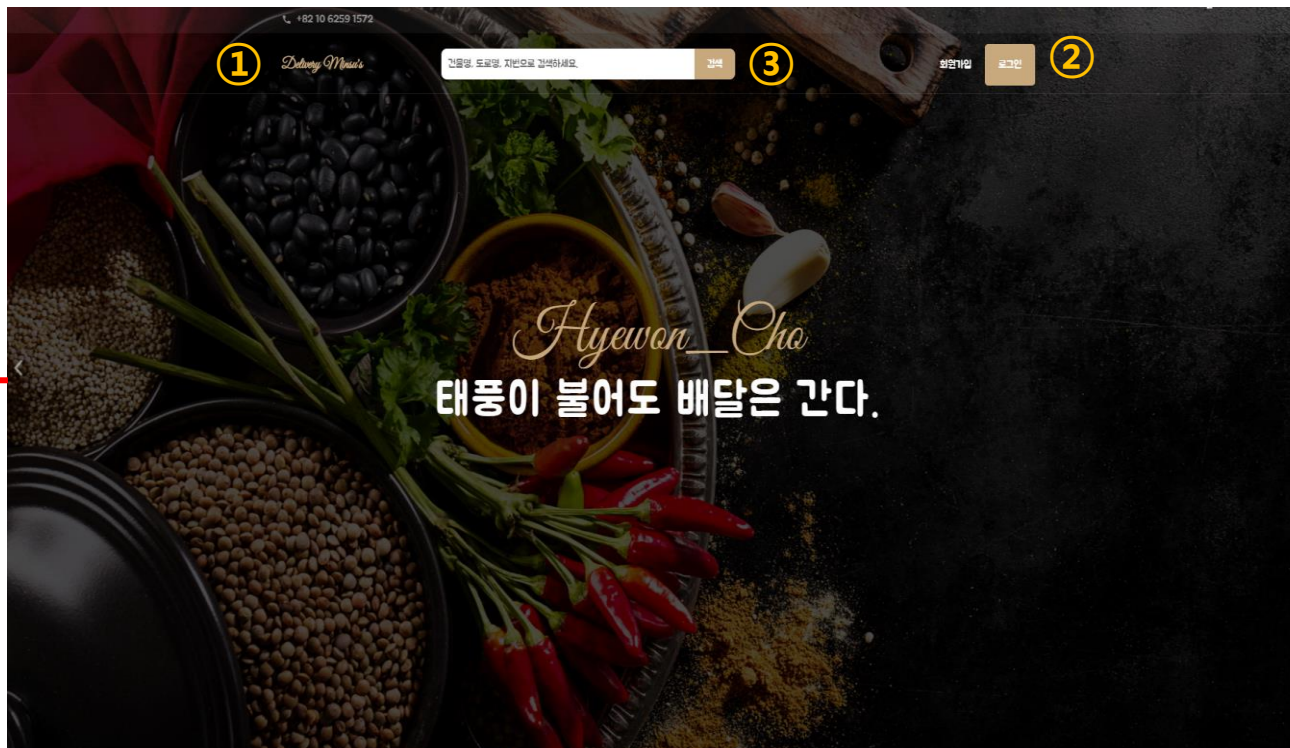 +82 10 6259 1572
① Delivery Minsu's 건물명, 도로명, 지번으로 검색하세요. 검색 ③ 회원가입 로그인 ②
Hyewon_Cho
태풍이 불어도 배달은 간다.